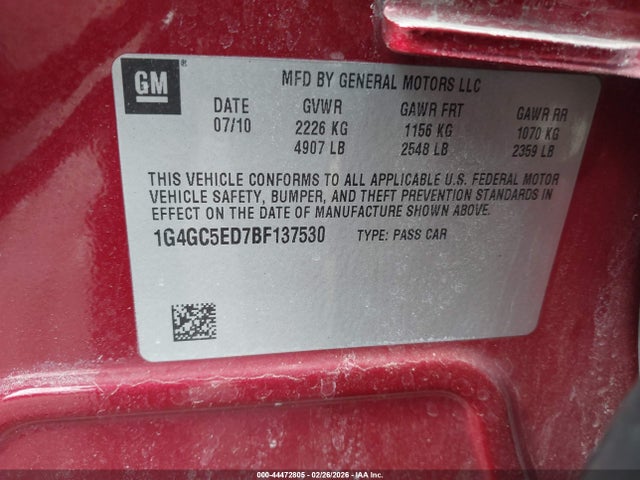 GM
®
MFD BY GENERAL MOTORS LLC
DATE GVWR GAWR FRT GAWR RR
07/10 2226 KG 1156 KG 1070 KG
4907 LB 2548 LB 2359 LB
THIS VEHICLE CONFORMS TO ALL APPLICABLE U.S. FEDERAL MOTOR
VEHICLE SAFETY, BUMPER, AND THEFT PREVENTION STANDARDS IN
EFFECT ON THE DATE OF MANUFACTURE SHOWN ABOVE.
1G4GC5ED7BF137530 TYPE: PASS CAR
000-44472805 - 02/26/2026 - IAA Inc.